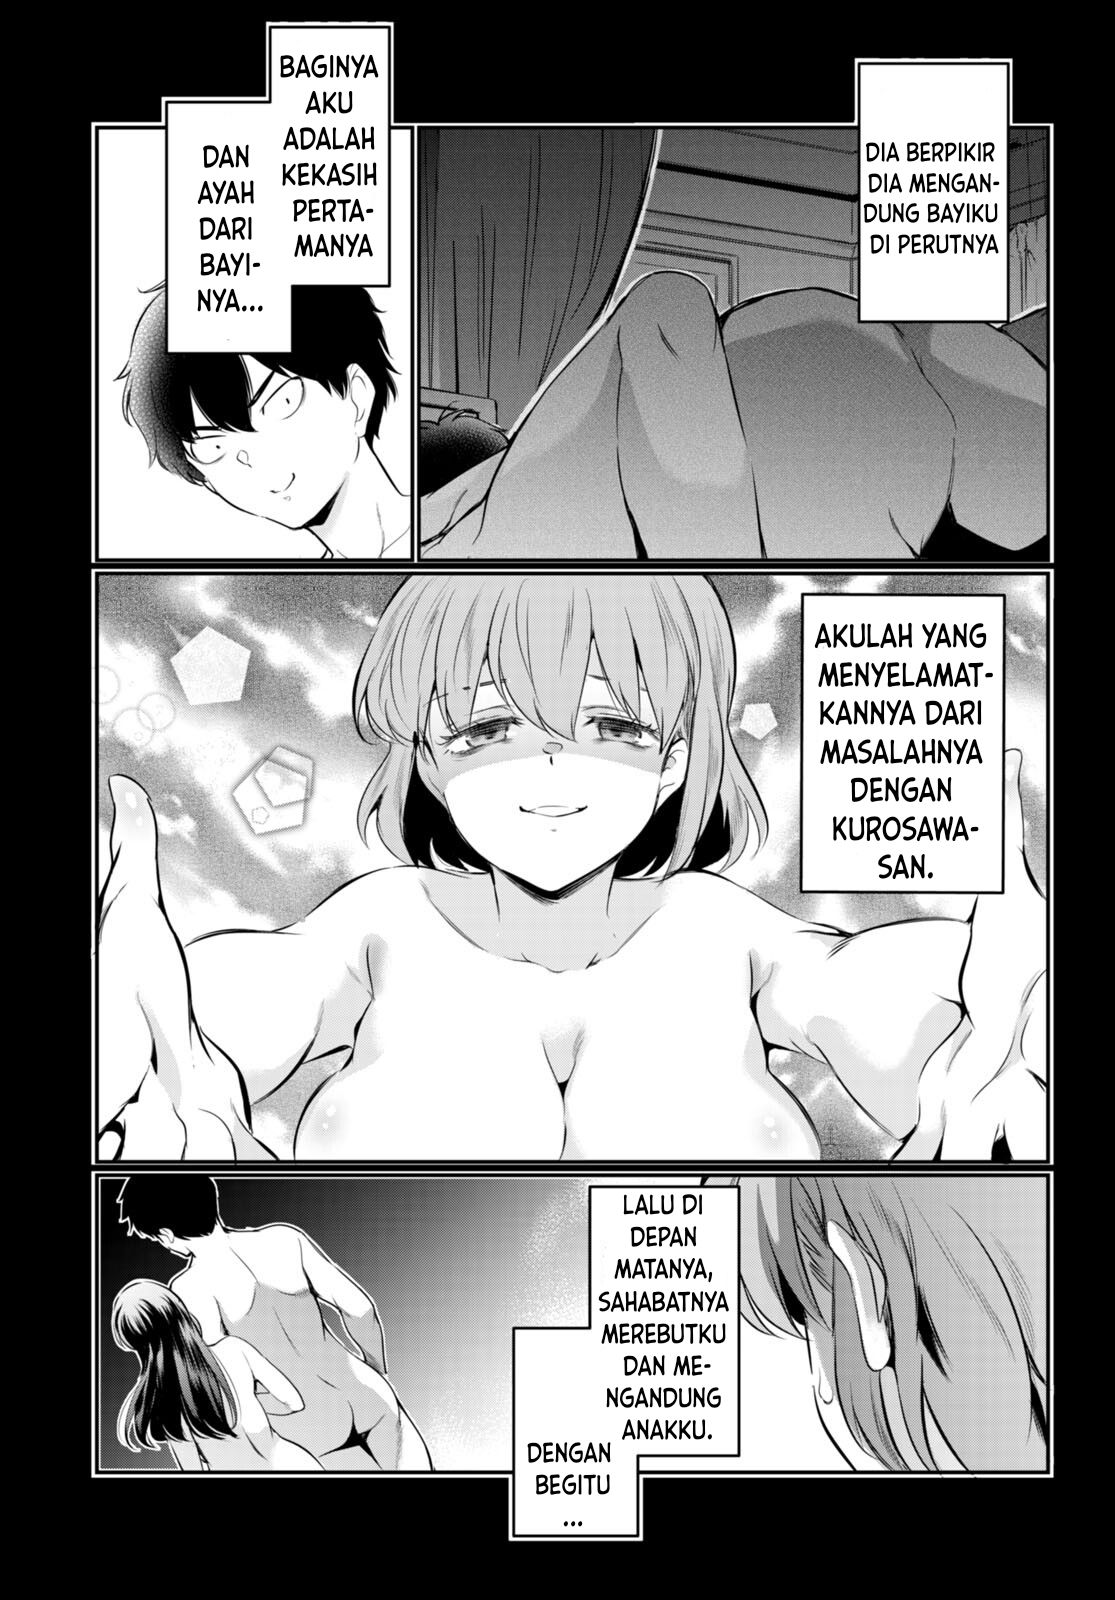 DIA BERPIKIR
DIA MENGAN-
DUNG BAYIKU
DI PERUTNYA
BAGINYA
AKU
ADALAH
KEKASIH
PERTA-
MANYA
DAN
AYAH
DARI
BAYI-
NYA...
AKULAH YANG
MENYELAMAT-
KANNYA DARI
MASALAHNYA
DENGAN
KUROSAWA-
SAN.
LALU DI
DEPAN
MATANYA,
SAHABATNYA
MEREBUTKU
DAN ME-
NGANDUNG
ANAKKU.
DENGAN
BEGITU
...